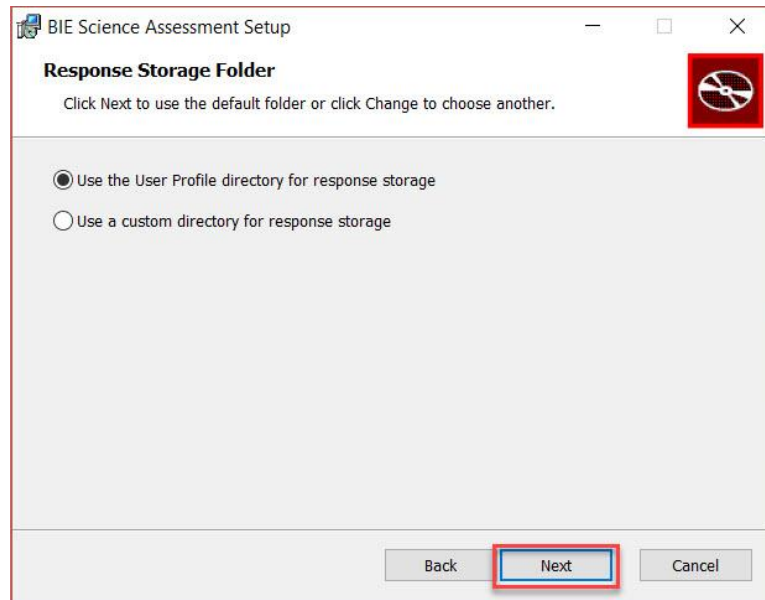 BIE Science Assessment Setup
Response Storage Folder
Click Next to use the default folder or click Change to choose another.
Use the User Profile directory for response storage
Use a custom directory for response storage
Back Next Cancel